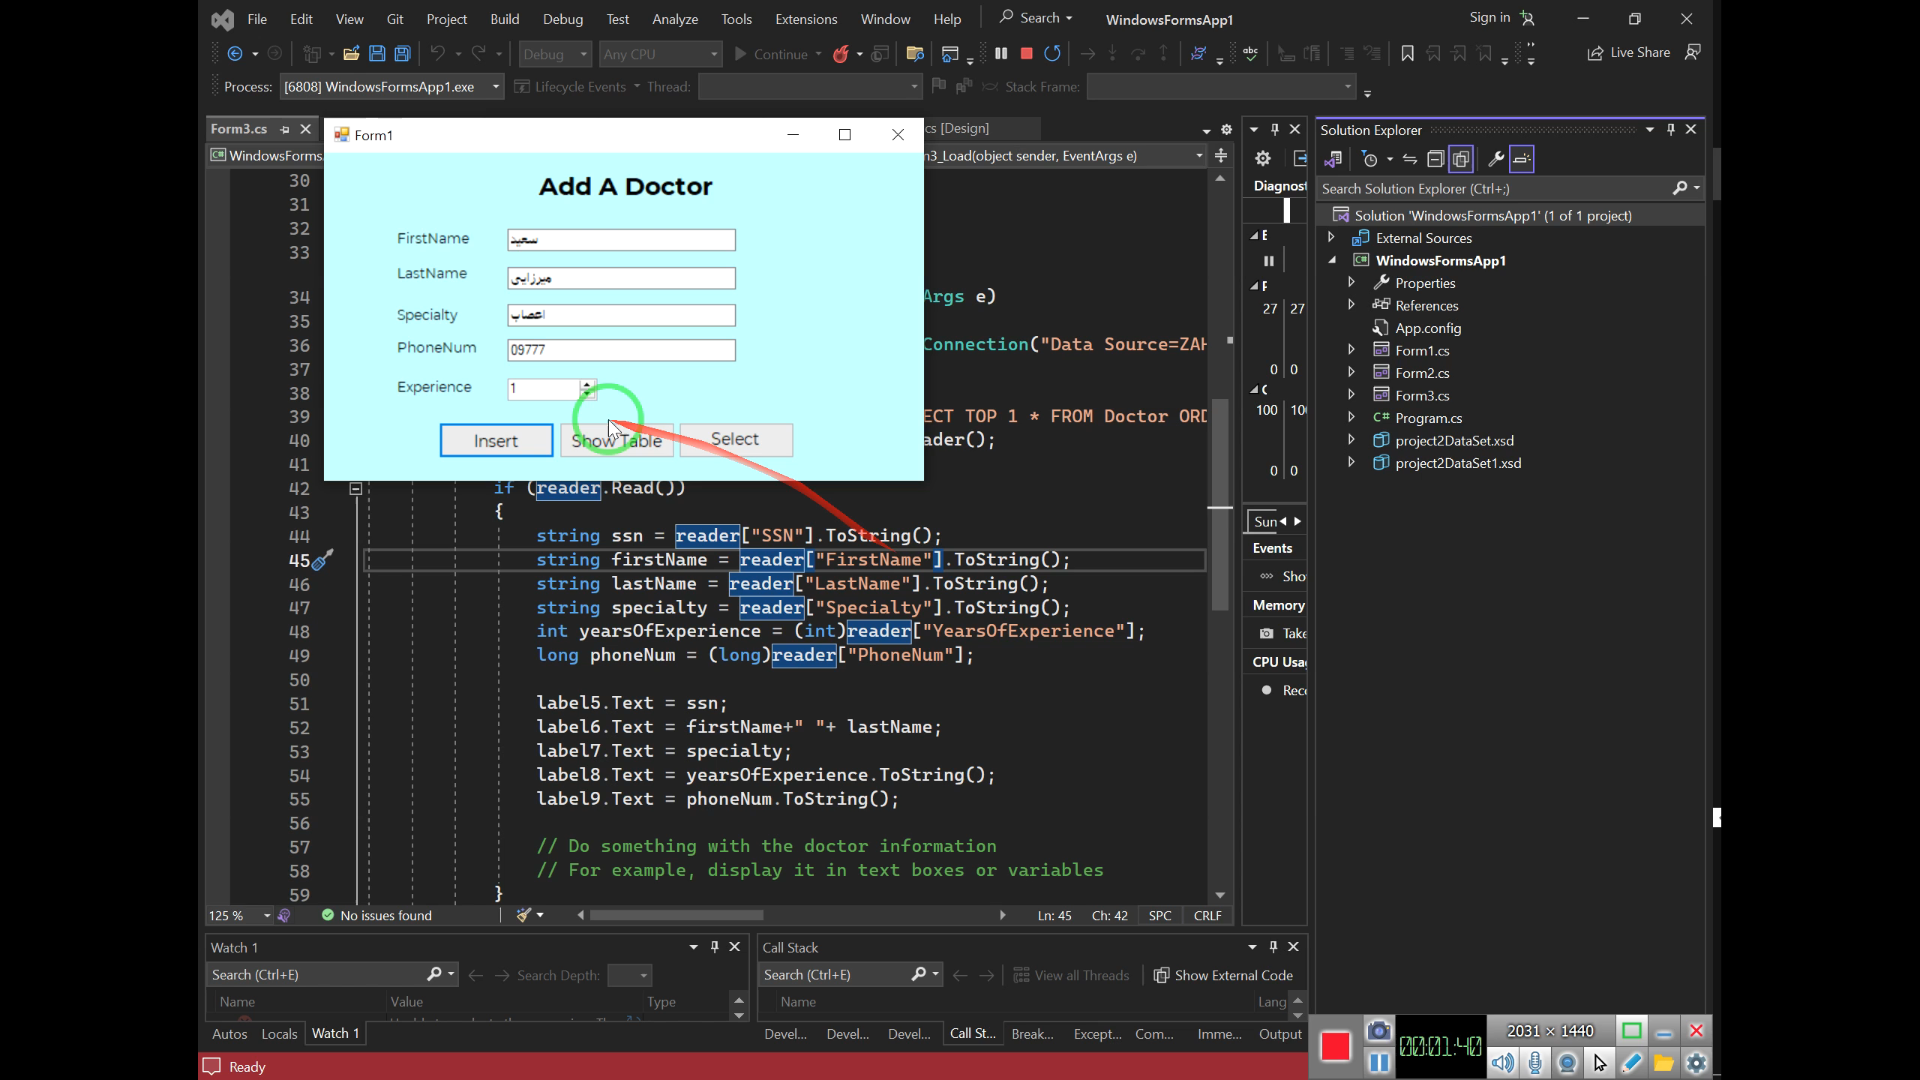 File Edit View Git Project Build Debug Test Analyze Tools Extensions Window Help Search WindowsFormsApp1 Sign in
Debug Any CPU Continue Live Share
Process: [6808] WindowsFormsApp1.exe Lifecycle Events Thread: Stack Frame:
Form3.cs
Form1
cs [Design]
WindowsForms
m3_Load(object sender, EventArgs e)
Add A Doctor
FirstName سعید
LastName میرزایی
Specialty اعصاب
PhoneNum 09777
Experience 1
Insert Show Table Select
30
31
32
33
34 Args e)
35
36 Connection("Data Source=ZAH
37
38
39 ECT TOP 1 * FROM Doctor ORD
40 ader();
41
42 if (reader.Read())
43 {
44 string ssn = reader["SSN"].ToString();
45 string firstName = reader["FirstName"].ToString();
46 string lastName = reader["LastName"].ToString();
47 string specialty = reader["Specialty"].ToString();
48 int yearsOfExperience = (int)reader["YearsOfExperience"];
49 long phoneNum = (long)reader["PhoneNum"];
50
51 label5.Text = ssn;
52 label6.Text = firstName+" "+ lastName;
53 label7.Text = specialty;
54 label8.Text = yearsOfExperience.ToString();
55 label9.Text = phoneNum.ToString();
56
57 // Do something with the doctor information
58 // For example, display it in text boxes or variables
59 }
125 % No issues found Ln: 45 Ch: 42 SPC CRLF
Diagnos
E
F
27 27
0 0
C
100 10
0 0
Sun
Events
Sho
Memory
Take
CPU Usa
Reco
Solution Explorer
Search Solution Explorer (Ctrl+;)
Solution 'WindowsFormsApp1' (1 of 1 project)
External Sources
WindowsFormsApp1
Properties
References
App.config
Form1.cs
Form2.cs
Form3.cs
Program.cs
project2DataSet.xsd
project2DataSet1.xsd
Watch 1
Search (Ctrl+E) Search Depth:
Name Value Type
Autos Locals Watch 1
Call Stack
Search (Ctrl+E) View all Threads Show External Code
Name Lang
Devel... Devel... Devel... Call St... Break... Except... Com... Imme... Output
Ready
00:01:40
2031 × 1440